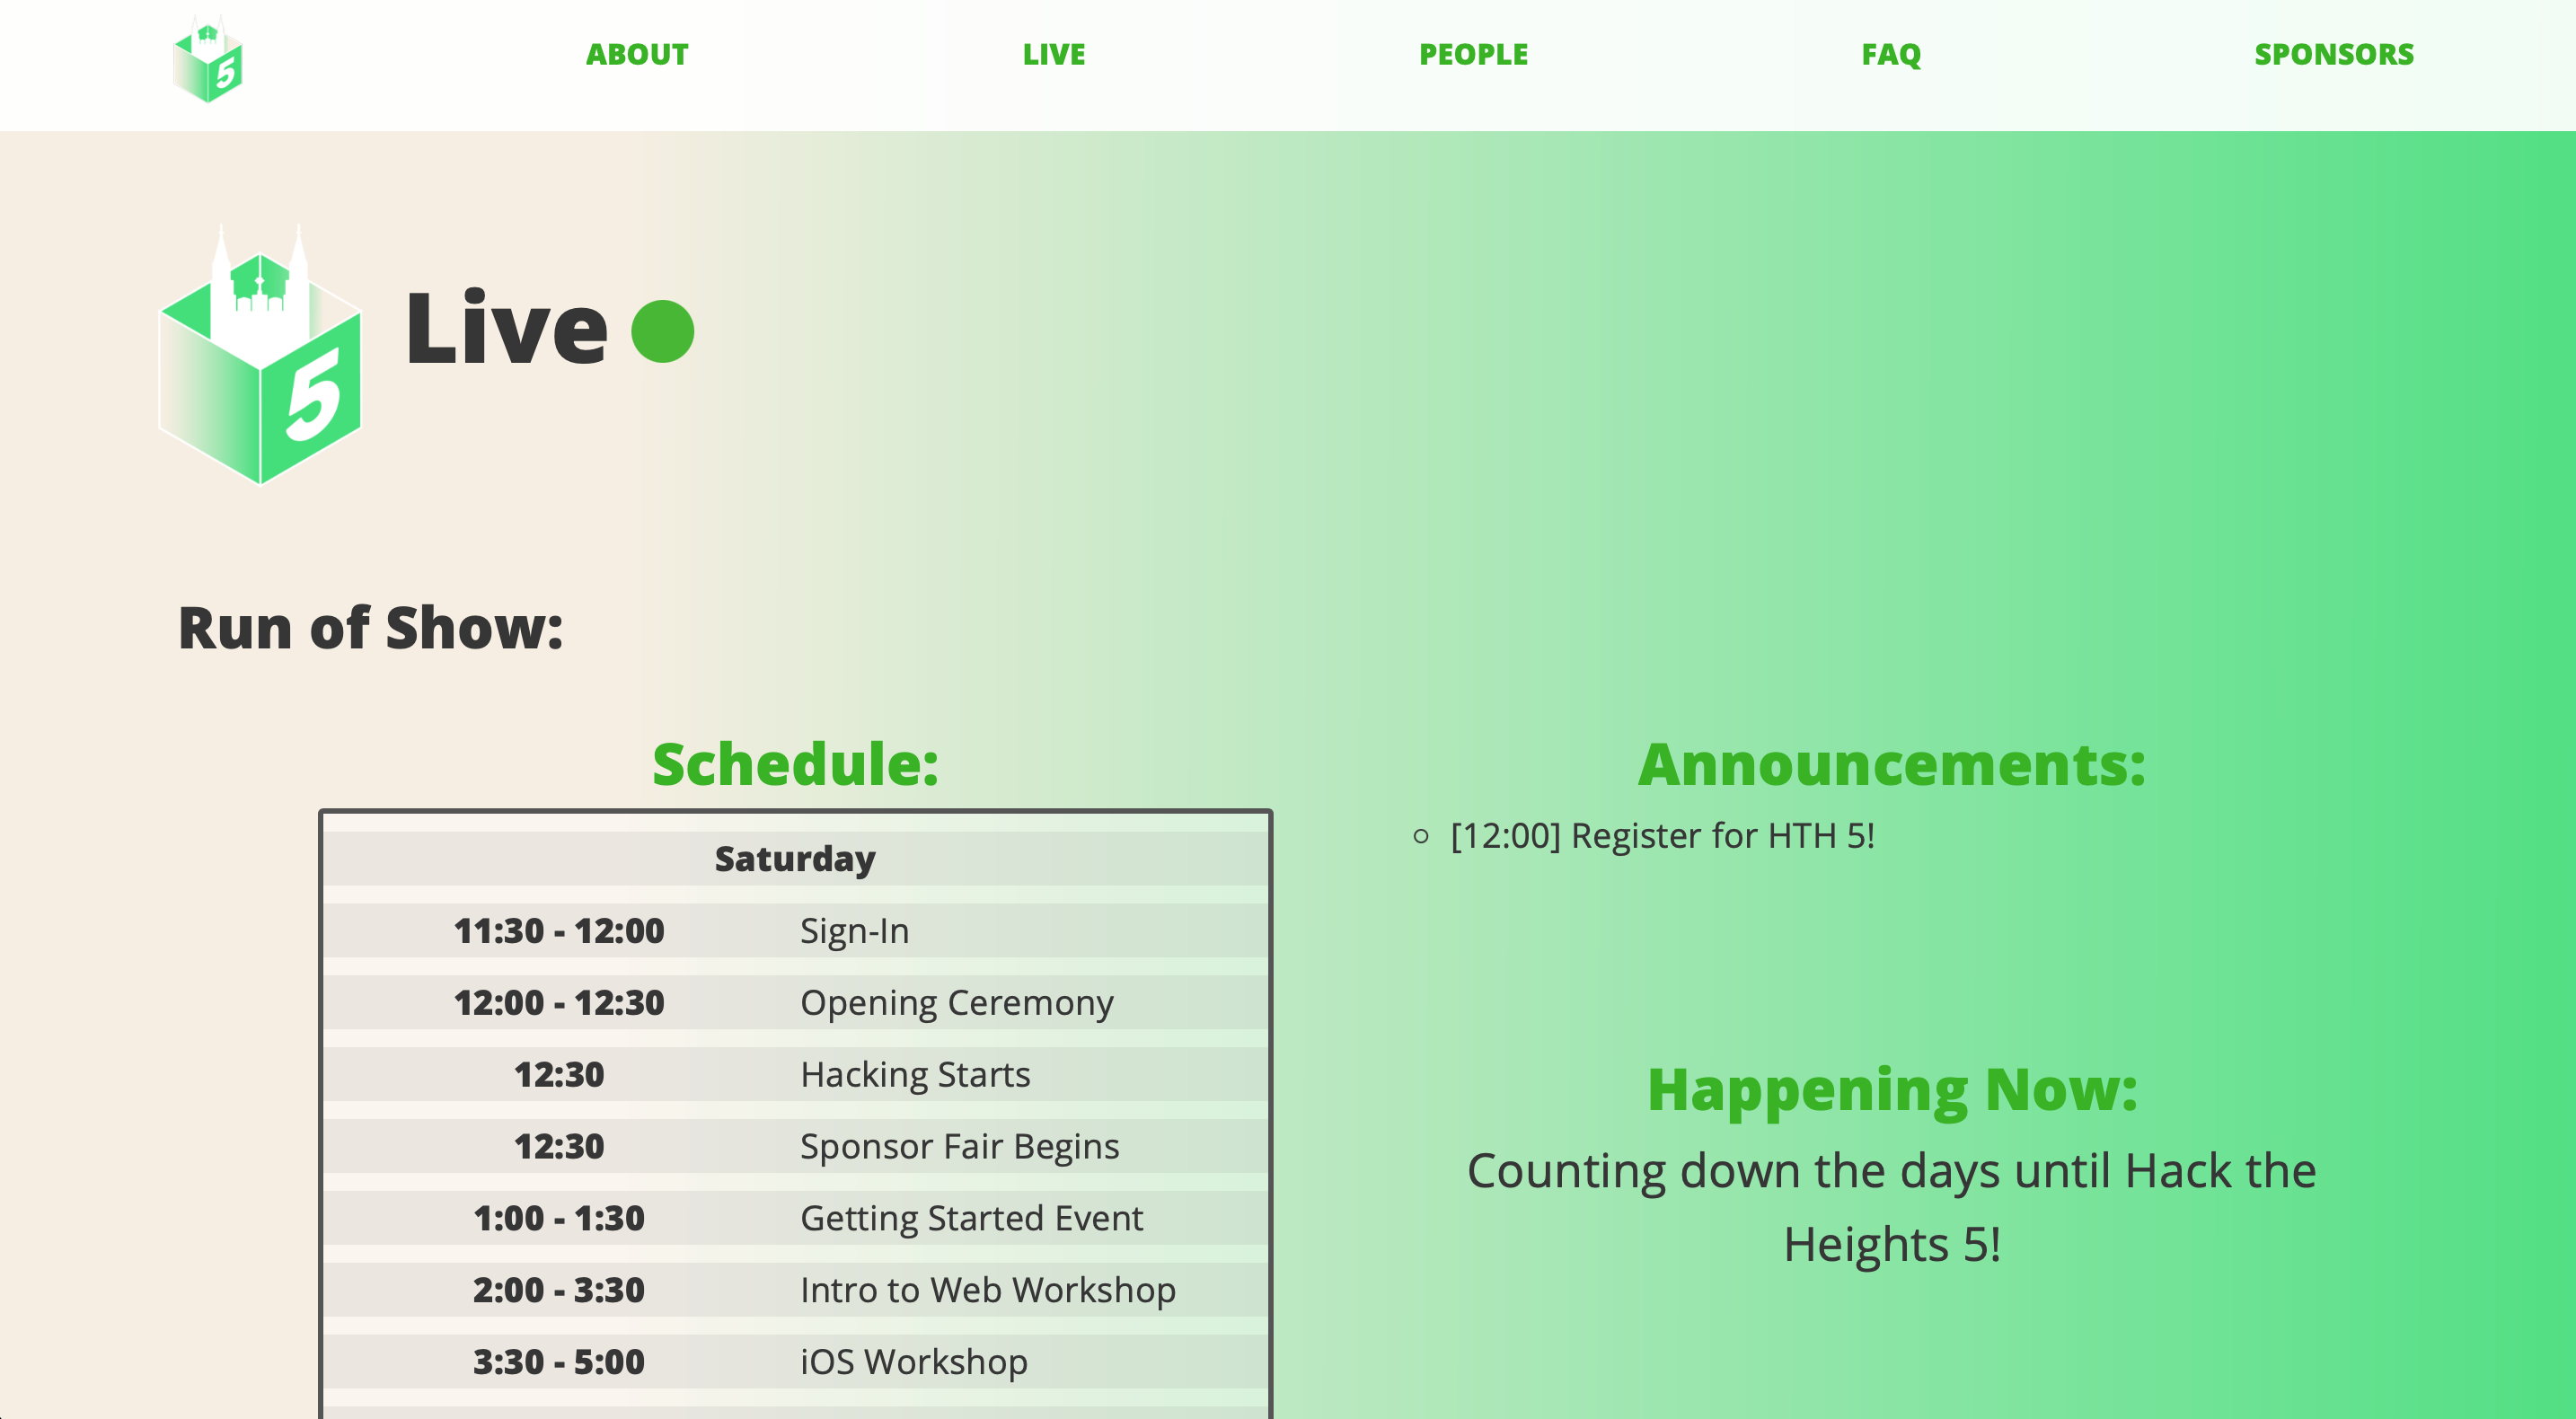 5
ABOUT
LIVE
PEOPLE
FAQ
SPONSORS
5
Live
Run of Show:
Schedule:
Saturday
11:30 - 12:00 Sign-In
12:00 - 12:30 Opening Ceremony
12:30 Hacking Starts
12:30 Sponsor Fair Begins
1:00 - 1:30 Getting Started Event
2:00 - 3:30 Intro to Web Workshop
3:30 - 5:00 iOS Workshop
Announcements:
[12:00] Register for HTH 5!
Happening Now:
Counting down the days until Hack the
Heights 5!